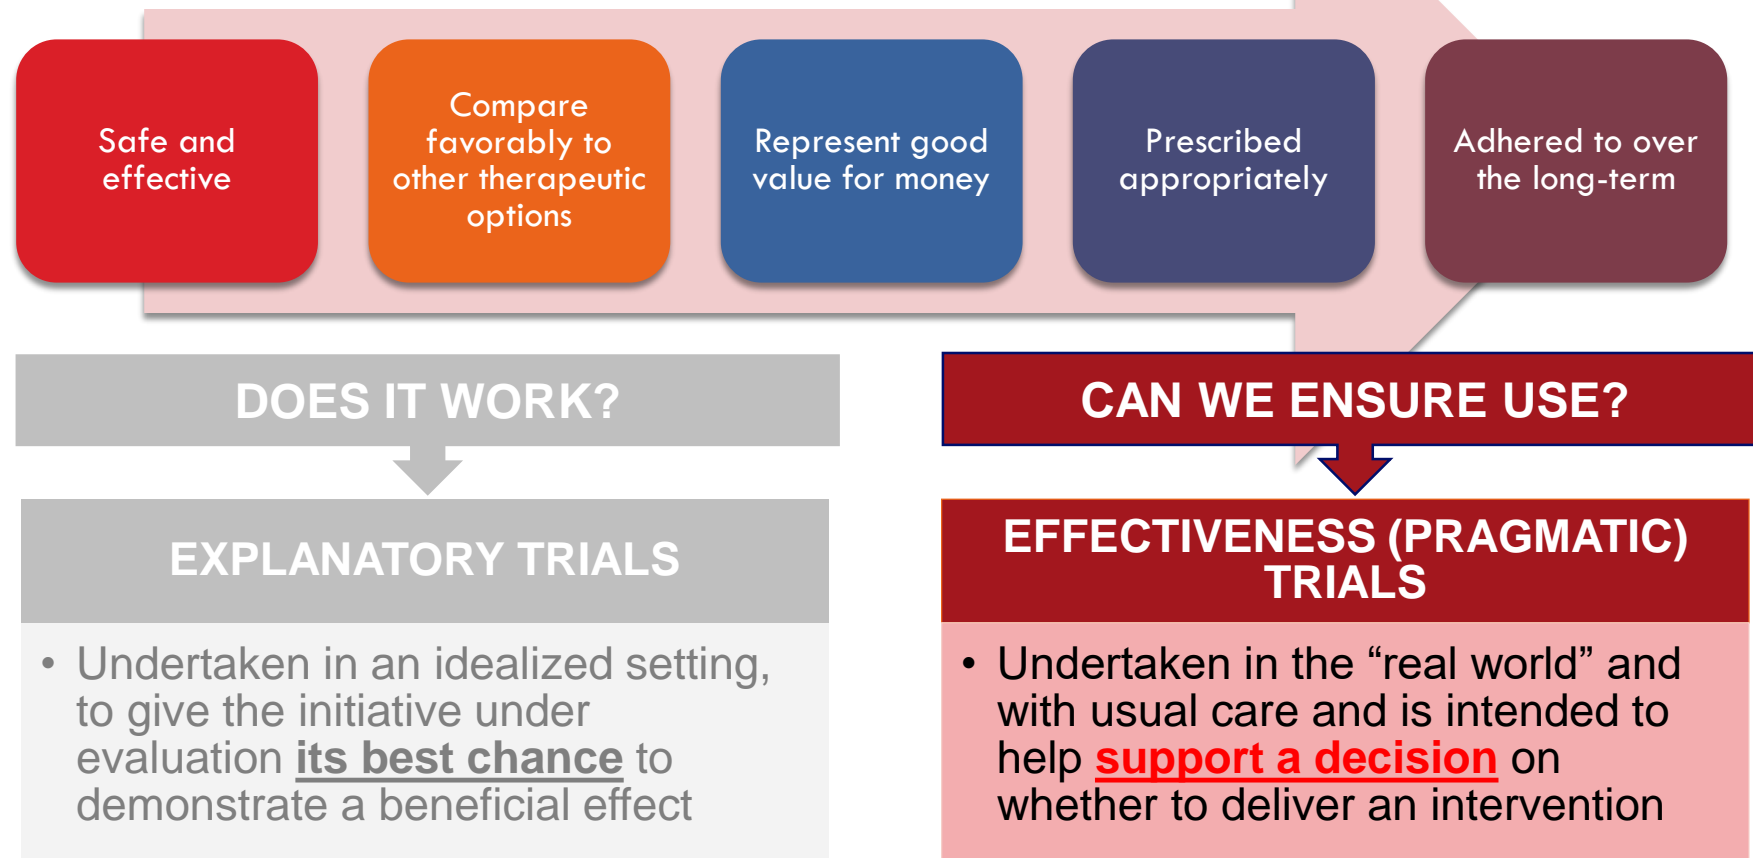 Safe and
effective
Compare
favorably to
other therapeutic
options
Represent good
value for money
Prescribed
appropriately
Adhered to over
the long-term
DOES IT WORK?
EXPLANATORY TRIALS
• Undertaken in an idealized setting,
to give the initiative under
evaluation its best chance to
demonstrate a beneficial effect
CAN WE ENSURE USE?
EFFECTIVENESS (PRAGMATIC)
TRIALS
• Undertaken in the “real world” and
with usual care and is intended to
help support a decision on
whether to deliver an intervention